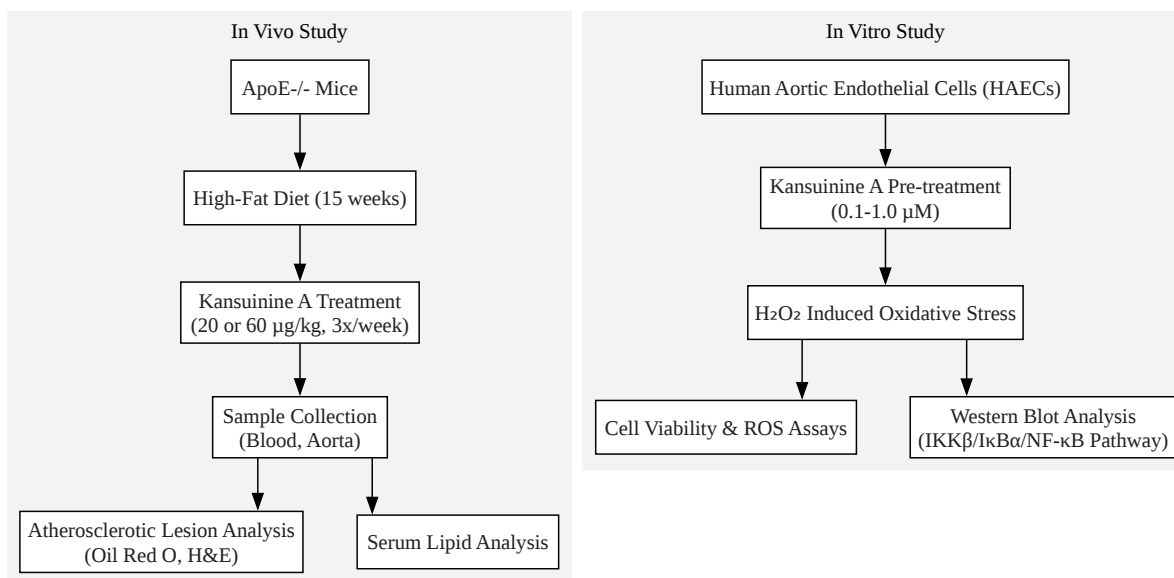 In Vivo Study
ApoE-/- Mice
High-Fat Diet (15 weeks)
Kansuinine A Treatment
(20 or 60 µg/kg, 3x/week)
Sample Collection
(Blood, Aorta)
Atherosclerotic Lesion Analysis
(Oil Red O, H&E)
Serum Lipid Analysis
In Vitro Study
Human Aortic Endothelial Cells (HAECs)
Kansuinine A Pre-treatment
(0.1-1.0 µM)
H₂O₂ Induced Oxidative Stress
Cell Viability & ROS Assays
Western Blot Analysis
(IKKβ/IκBα/NF-κB Pathway)